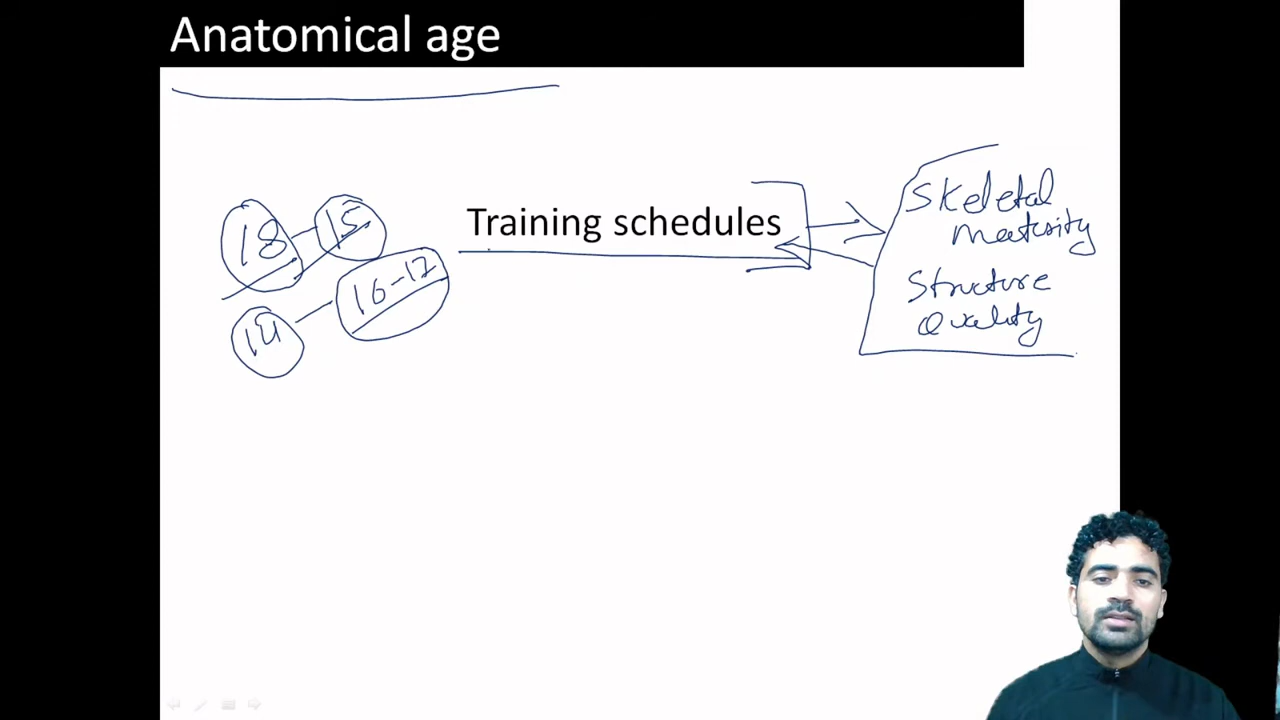 Anatomical age
18 - 15
16-17
14
Training schedules
Skeletal
maturity
Structure
Quality